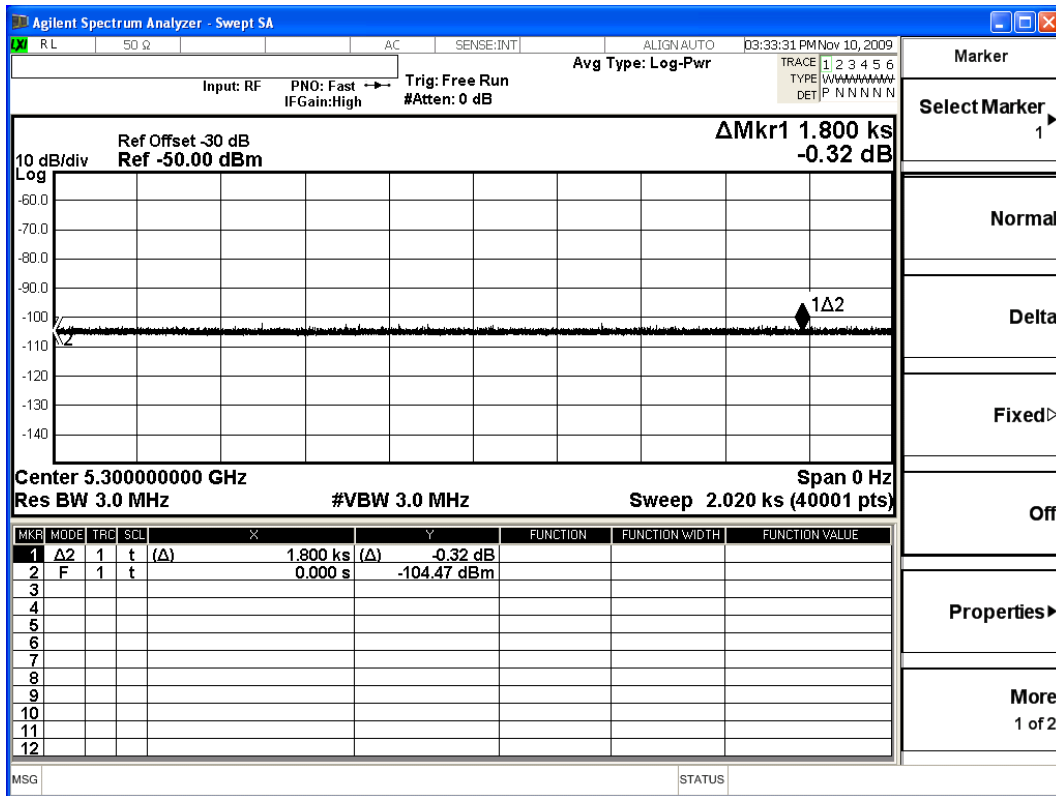 Agilent Spectrum Analyzer - Swept SA
LXI RL 50 Ω AC SENSE:INT ALIGN AUTO 03:33:31 PM Nov 10, 2009
Input: RF PNO: Fast Trig: Free Run Avg Type: Log-Pwr TRACE 1 2 3 4 5 6
IFGain:High #Atten: 0 dB TYPE WWWWWW
DET P N N N N N
Ref Offset -30 dB ΔMkr1 1.800 ks
10 dB/div Ref -50.00 dBm -0.32 dB
Log
-60.0
-70.0
-80.0
-90.0
-100
-110
-120
-130
-140
1Δ2
2
Center 5.300000000 GHz Span 0 Hz
Res BW 3.0 MHz #VBW 3.0 MHz Sweep 2.020 ks (40001 pts)
MKR MODE TRC SCL X Y FUNCTION FUNCTION WIDTH FUNCTION VALUE
1 Δ2 1 t (Δ) 1.800 ks (Δ) -0.32 dB
2 F 1 t 0.000 s -104.47 dBm
3
4
5
6
7
8
9
10
11
12
MSG STATUS
Marker
Select Marker
1
Normal
Delta
Fixed
Off
Properties
More
1 of 2